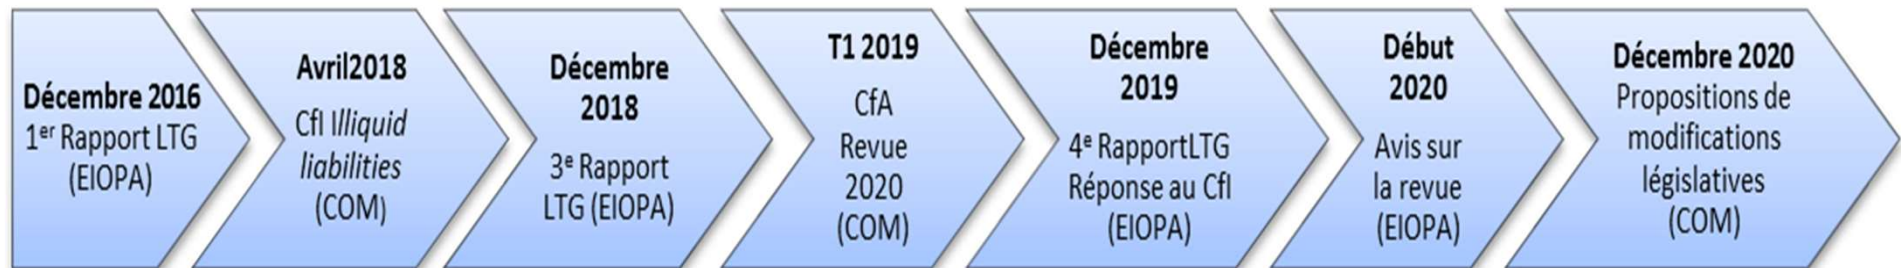 Décembre 2016
1er Rapport LTG
(EIOPA)
Avril2018
CfI Illiquid
liabilities
(COM)
Décembre
2018
3e Rapport
LTG (EIOPA)
T1 2019
CfA
Revue
2020
(COM)
Décembre
2019
4e RapportLTG
Réponse au CfI
(EIOPA)
Début
2020
Avis sur
la revue
(EIOPA)
Décembre 2020
Propositions de
modifications
législatives
(COM)